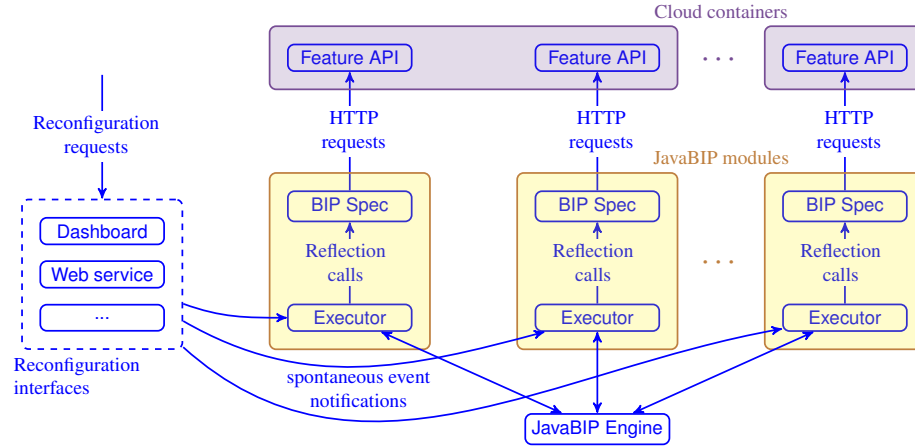 Cloud containers
Feature API
Feature API
. . .
Feature API
Reconfiguration
requests
HTTP
requests
HTTP
requests
HTTP
requests
JavaBIP modules
BIP Spec
BIP Spec
BIP Spec
Dashboard
Web service
...
Reflection
calls
Reflection
calls
. . .
Reflection
calls
Executor
Executor
Executor
Reconfiguration
interfaces
spontaneous event
notifications
JavaBIP Engine